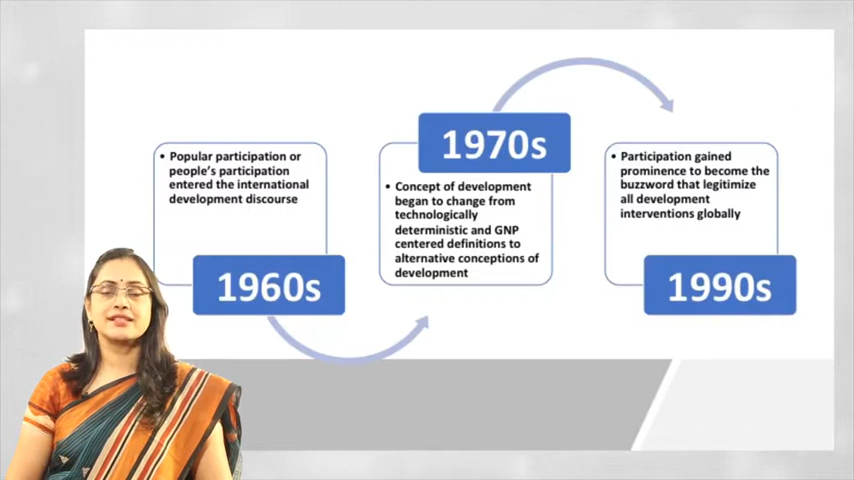 • Popular participation or
people's participation
entered the international
development discourse
1960s
1970s
• Concept of development
began to change from
technologically
deterministic and GNP
centered definitions to
alternative conceptions of
development
• Participation gained
prominence to become the
buzzword that legitimize
all development
interventions globally
1990s